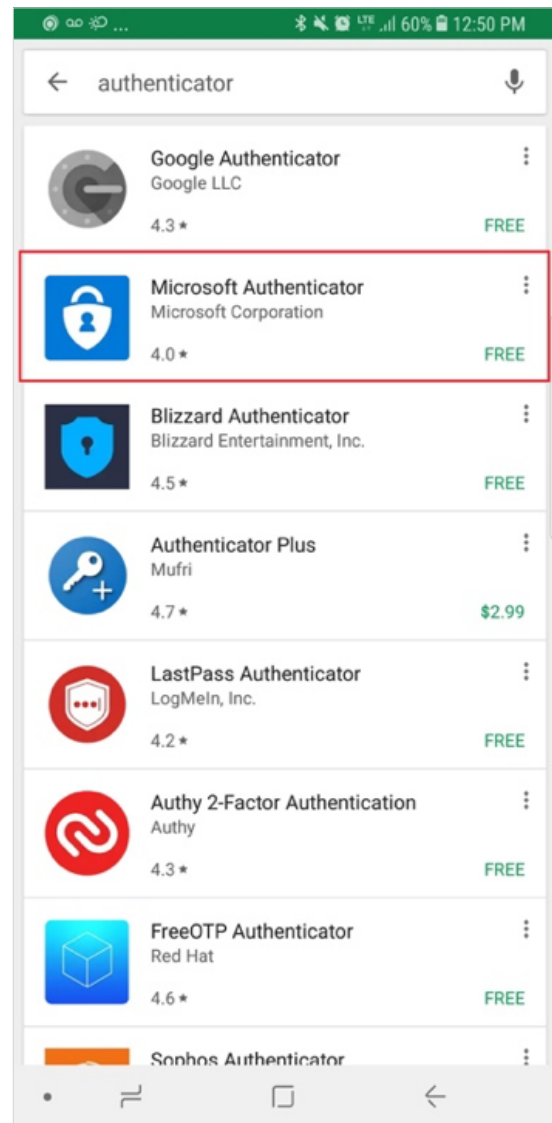 ... LTE 60% 12:50 PM
authenticator
Google Authenticator
Google LLC
4.3 ★
FREE
Microsoft Authenticator
Microsoft Corporation
4.0 ★
FREE
Blizzard Authenticator
Blizzard Entertainment, Inc.
4.5 ★
FREE
Authenticator Plus
Mufri
4.7 ★
$2.99
LastPass Authenticator
LogMeIn, Inc.
4.2 ★
FREE
Authy 2-Factor Authentication
Authy
4.3 ★
FREE
FreeOTP Authenticator
Red Hat
4.6 ★
FREE
Sophos Authenticator